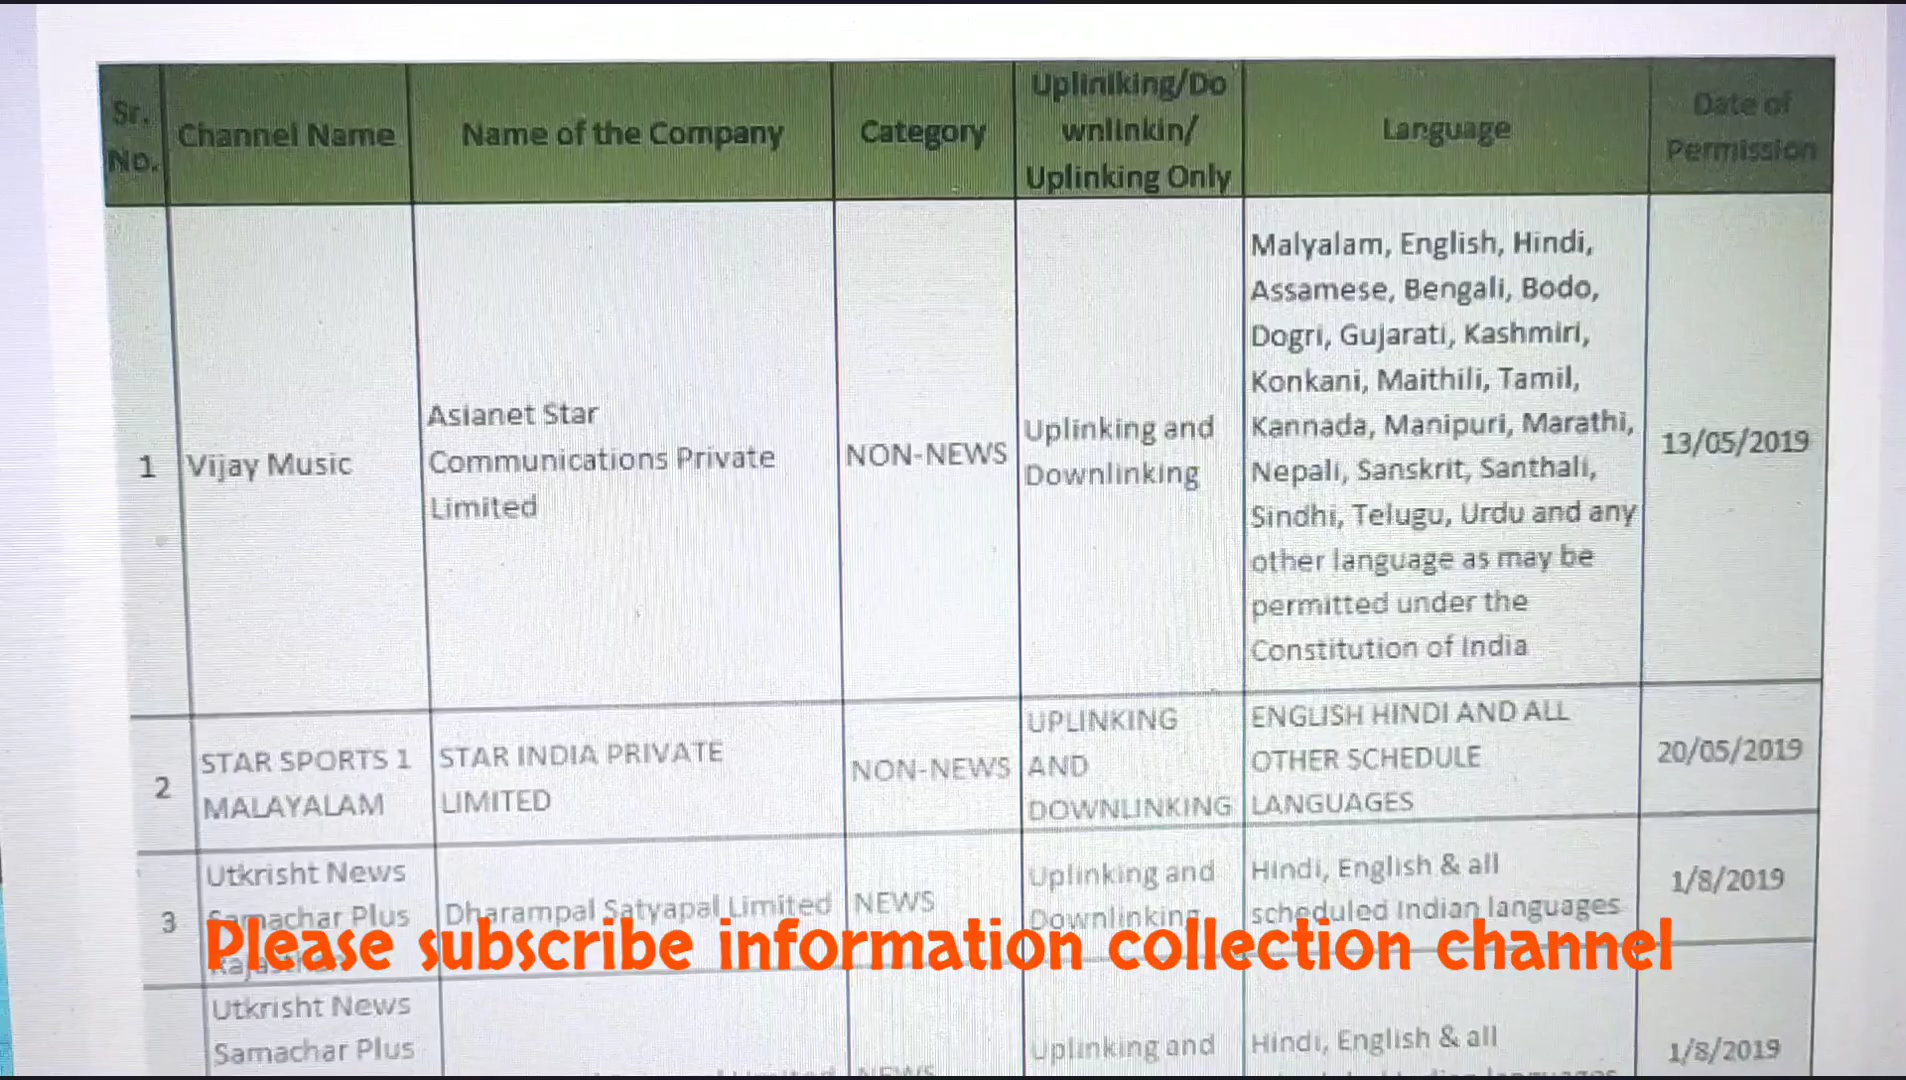 Sr.
No.
Channel Name
Name of the Company
Category
Upliniking/Do
wnlinkin/
Uplinking Only
Language
Date of
Permission
1
Vijay Music
Asianet Star
Communications Private
Limited
NON-NEWS
Uplinking and
Downlinking
Malyalam, English, Hindi,
Assamese, Bengali, Bodo,
Dogri, Gujarati, Kashmiri,
Konkani, Maithili, Tamil,
Kannada, Manipuri, Marathi,
Nepali, Sanskrit, Santhali,
Sindhi, Telugu, Urdu and any
other language as may be
permitted under the
Constitution of India
13/05/2019
2
STAR SPORTS 1
MALAYALAM
STAR INDIA PRIVATE
LIMITED
NON-NEWS
UPLINKING
AND
DOWNLINKING
ENGLISH HINDI AND ALL
OTHER SCHEDULE
LANGUAGES
20/05/2019
3
Utkrisht News
Samachar Plus
Dharampal Satyapal Limited
NEWS
Uplinking and
Downlinking
Hindi, English & all
scheduled Indian languages
1/8/2019
Please subscribe information collection channel
Utkrisht News
Samachar Plus
NEWS
Uplinking and
Hindi, English & all
1/8/2019